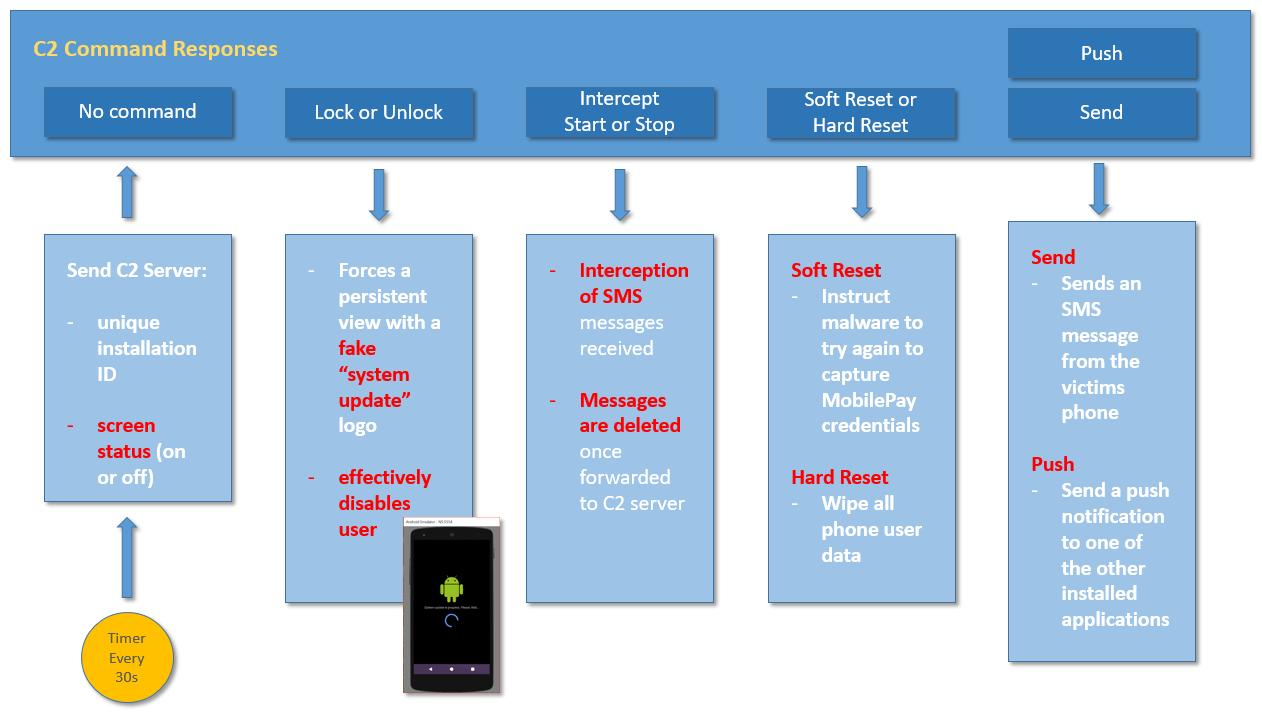 C2 Command Responses
Push
No command
Lock or Unlock
Intercept
Start or Stop
Soft Reset or
Hard Reset
Send
Send C2 Server:
- unique
installation
ID
- screen
status (on
or off)
Timer
Every
30s
- Forces a
persistent
view with a
fake
“system
update”
logo
- effectively
disables
user
Android Emulator - N5:5554
System update in progress. Please Wait...
- Interception
of SMS
messages
received
- Messages
are deleted
once
forwarded
to C2 server
Soft Reset
- Instruct
malware to
try again to
capture
MobilePay
credentials
Hard Reset
- Wipe all
phone user
data
Send
- Sends an
SMS
message
from the
victims
phone
Push
- Send a push
notification
to one of
the other
installed
applications